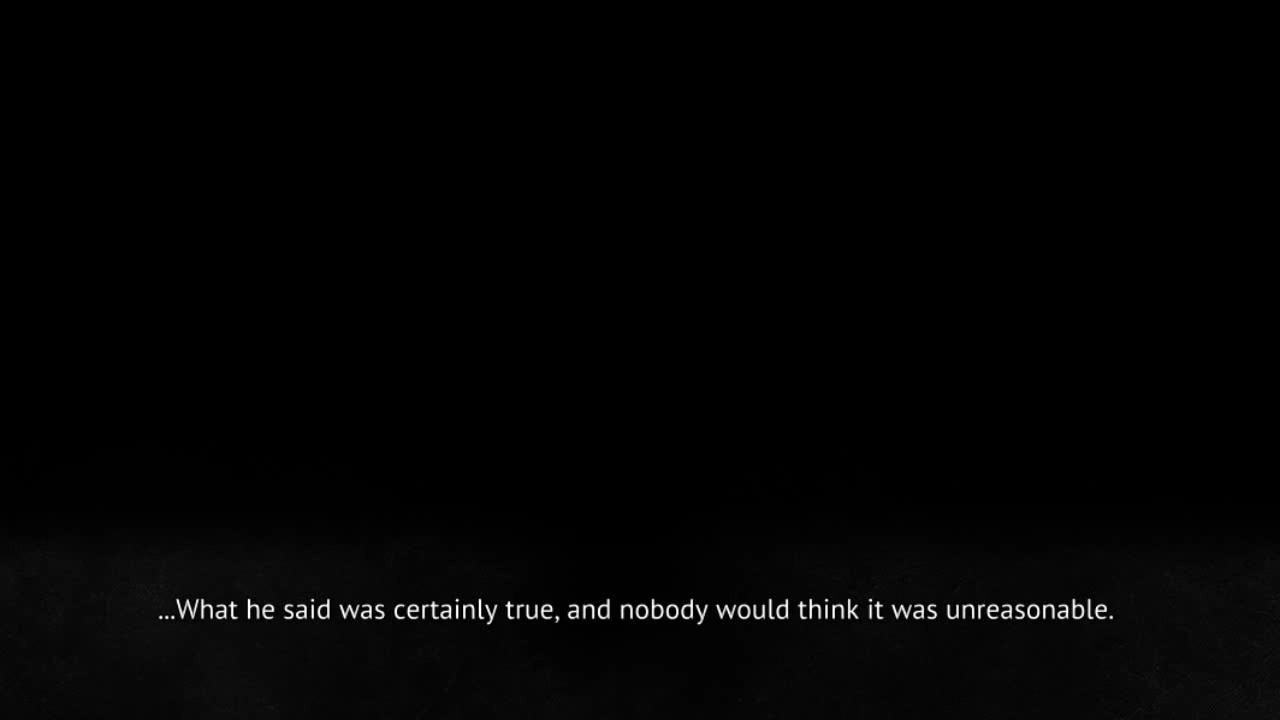 ...What he said was certainly true, and nobody would think it was unreasonable.